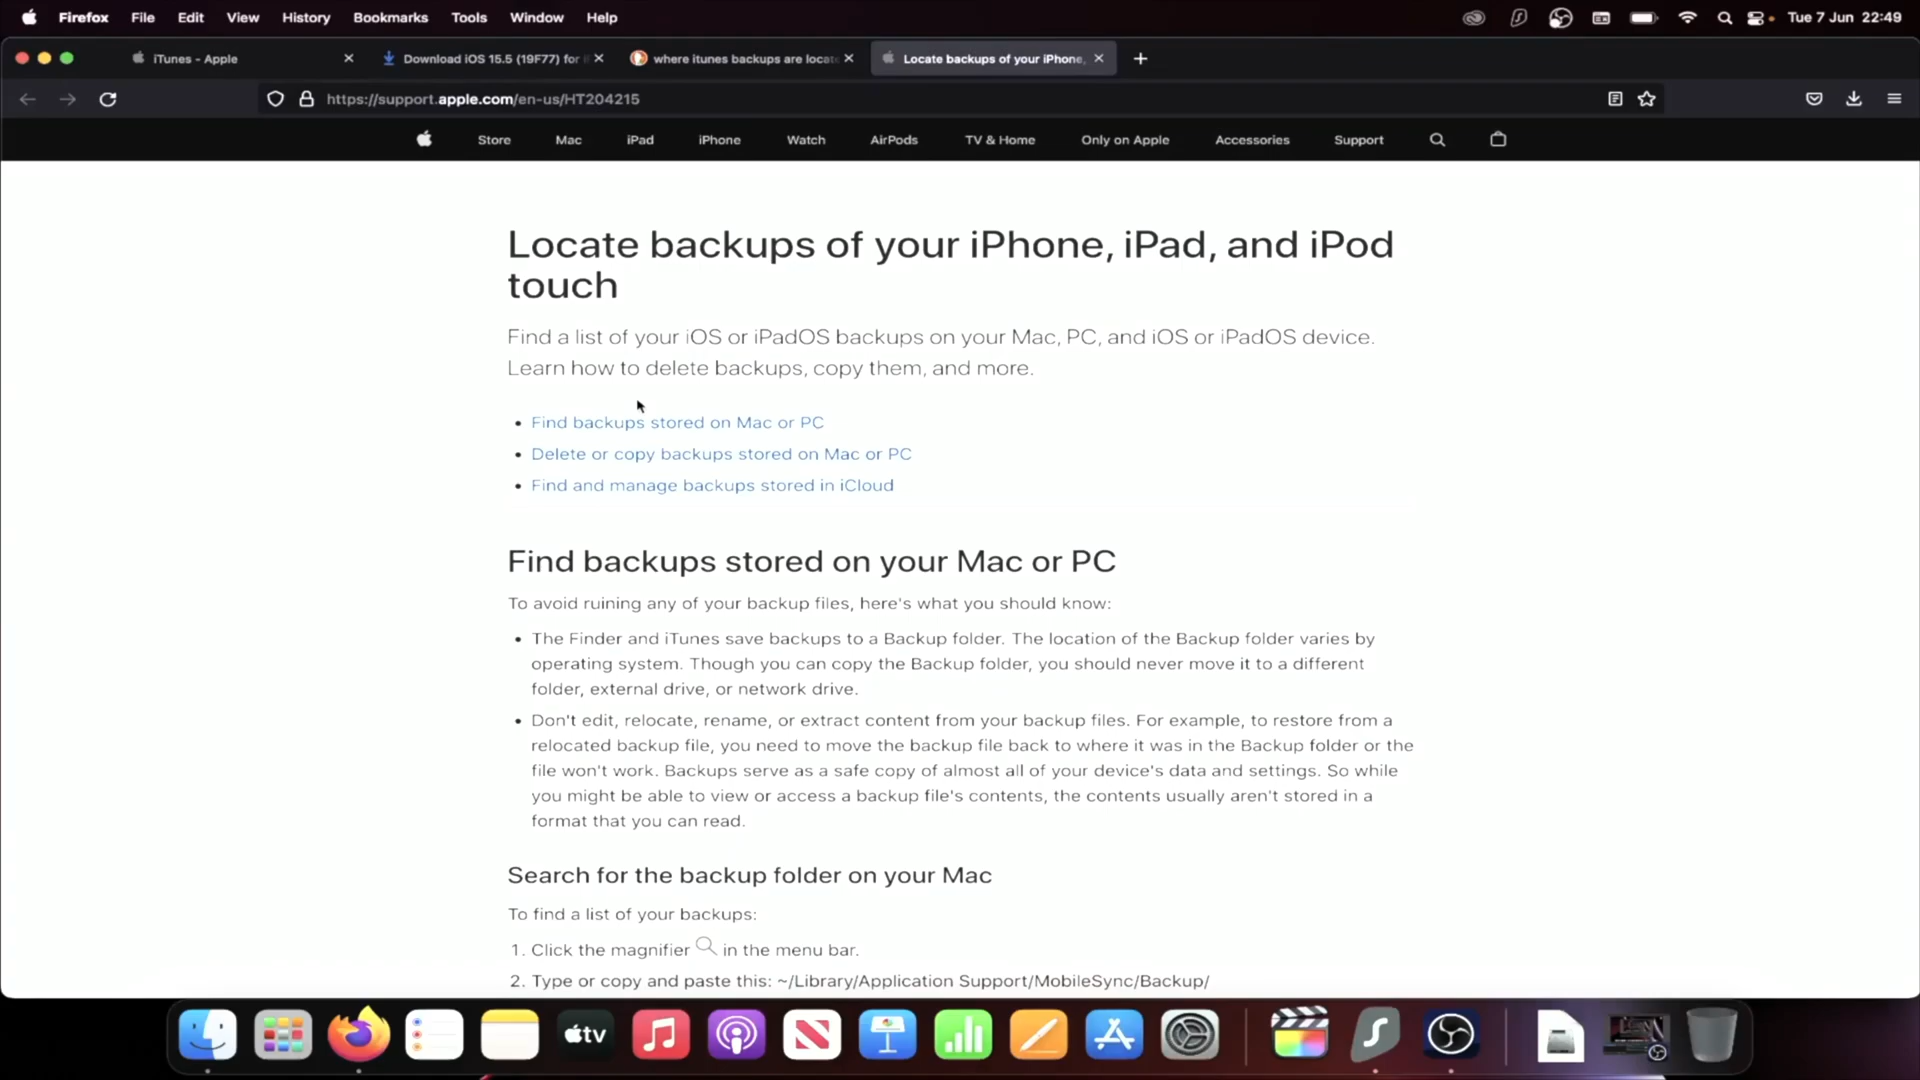 Firefox File Edit View History Bookmarks Tools Window Help Tue 7 Jun 22:49
iTunes - Apple Download iOS 15.5 (19F77) for where itunes backups are locate Locate backups of your iPhone,
https://support.apple.com/en-us/HT204215
Store Mac iPad iPhone Watch AirPods TV & Home Only on Apple Accessories Support
Locate backups of your iPhone, iPad, and iPod
touch
Find a list of your iOS or iPadOS backups on your Mac, PC, and iOS or iPadOS device.
Learn how to delete backups, copy them, and more.
• Find backups stored on Mac or PC
• Delete or copy backups stored on Mac or PC
• Find and manage backups stored in iCloud
Find backups stored on your Mac or PC
To avoid ruining any of your backup files, here's what you should know:
• The Finder and iTunes save backups to a Backup folder. The location of the Backup folder varies by
operating system. Though you can copy the Backup folder, you should never move it to a different
folder, external drive, or network drive.
• Don't edit, relocate, rename, or extract content from your backup files. For example, to restore from a
relocated backup file, you need to move the backup file back to where it was in the Backup folder or the
file won't work. Backups serve as a safe copy of almost all of your device's data and settings. So while
you might be able to view or access a backup file's contents, the contents usually aren't stored in a
format that you can read.
Search for the backup folder on your Mac
To find a list of your backups:
1. Click the magnifier in the menu bar.
2. Type or copy and paste this: ~/Library/Application Support/MobileSync/Backup/
tv